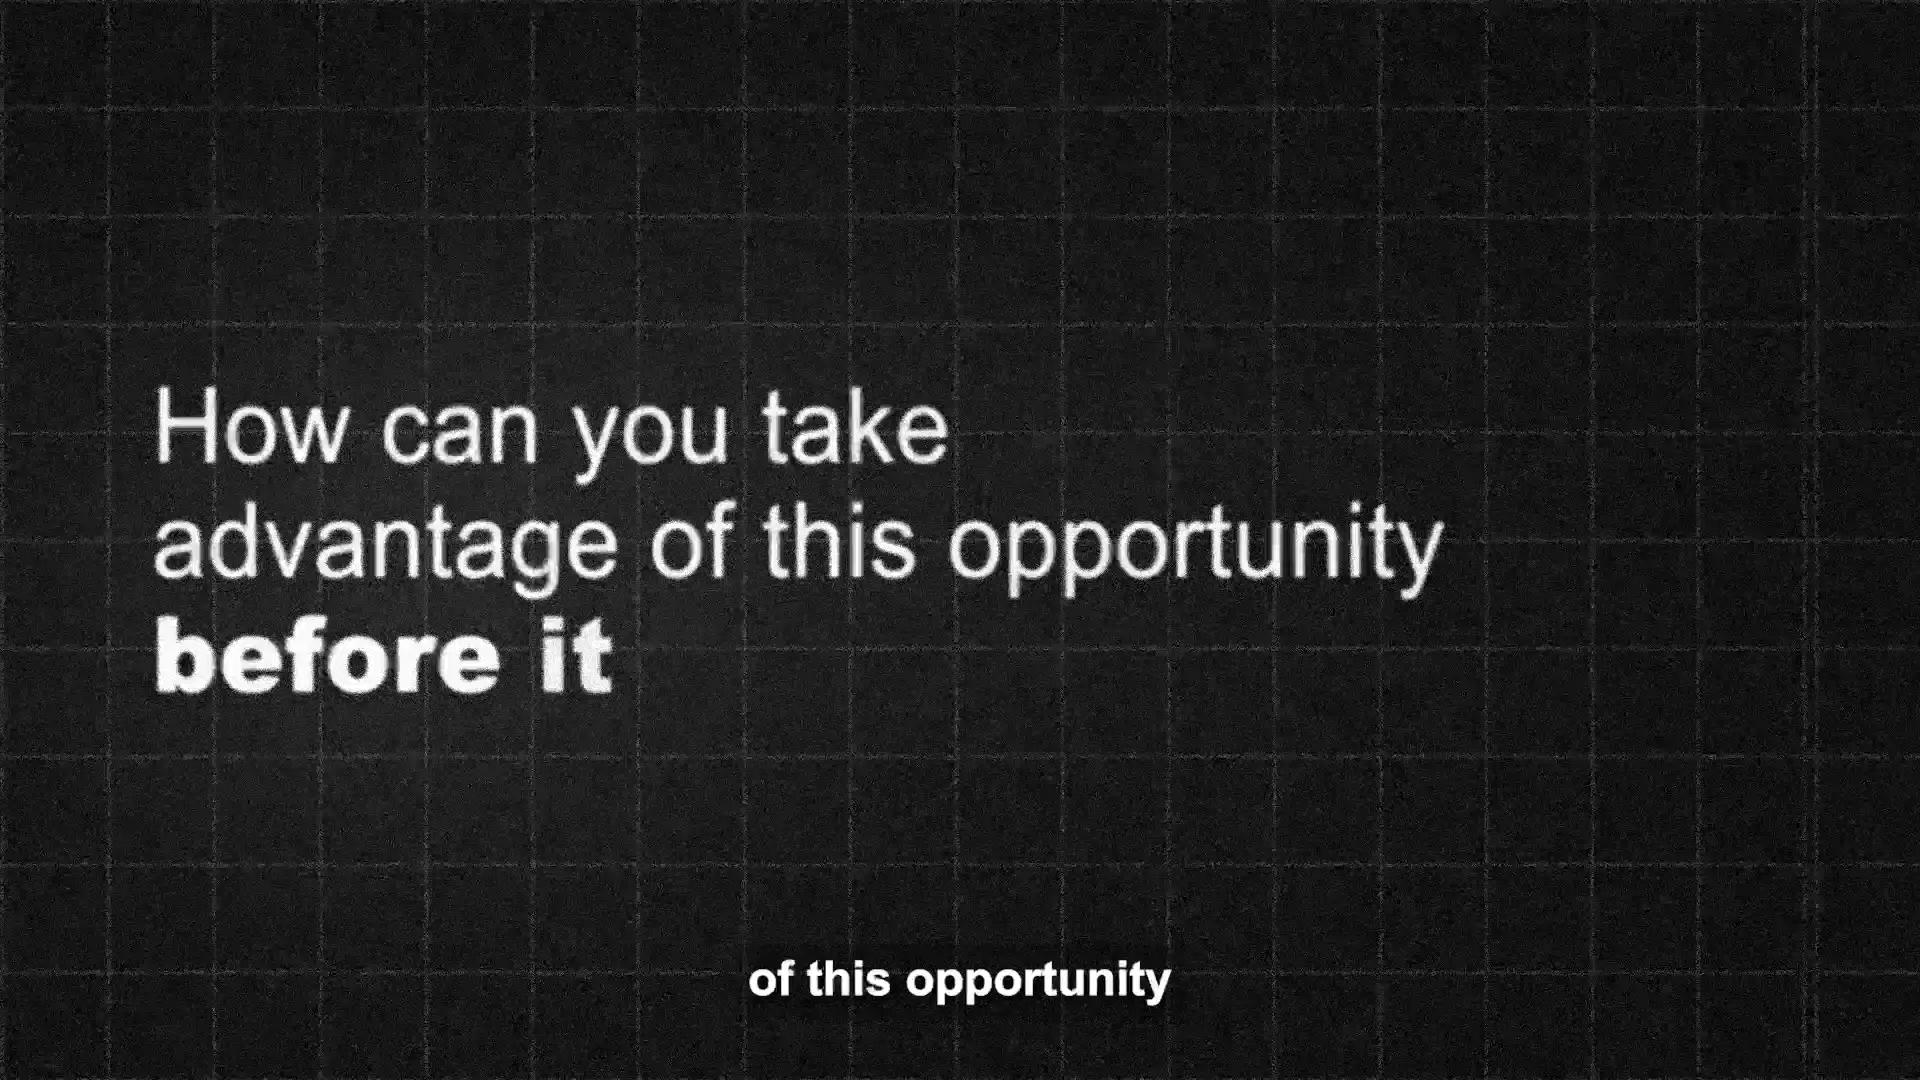 How can you take
advantage of this opportunity
before it
of this opportunity